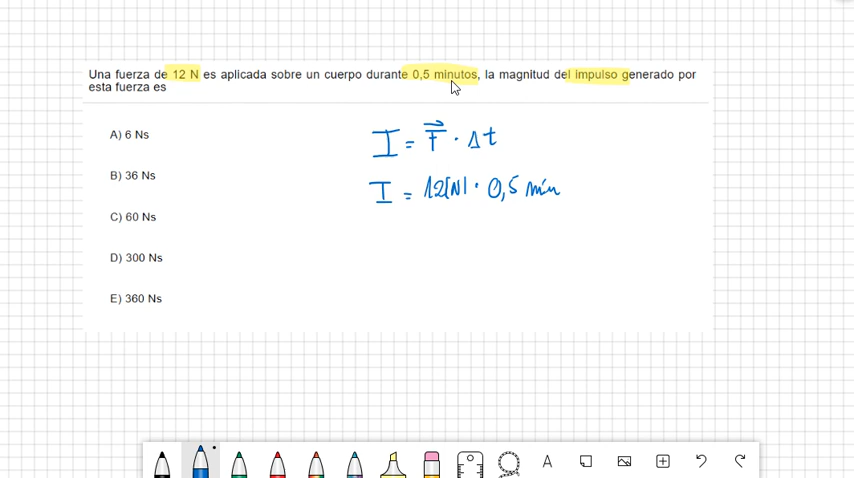 Una fuerza de 12 N es aplicada sobre un cuerpo durante 0,5 minutos, la magnitud del impulso generado por
esta fuerza es
A) 6 Ns
B) 36 Ns
C) 60 Ns
D) 300 Ns
E) 360 Ns
I = F⃗ · Δt
I = 12[N] · 0,5 min
A